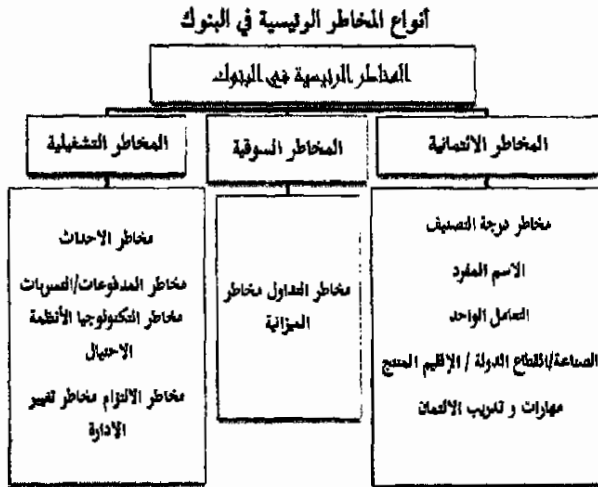 أنواع المخاطر الرئيسية في البنوك
المخاطر الرئيسية في البنوك
المخاطر الائتمانية
مخاطر درجة التصنيف
الاسم المفرد
التعامل الواحد
الصناعة/القطاع الدولة / الإقليم المنتج
مهارات و تدريب الائتمان
المخاطر السوقية
مخاطر التداول مخاطر
الميزانية
المخاطر التشغيلية
مخاطر الاحداث
مخاطر المدفوعات/التسويات
مخاطر التكنولوجيا الأنظمة
الاحتيال
مخاطر الالتزام مخاطر تغيير
الادارة